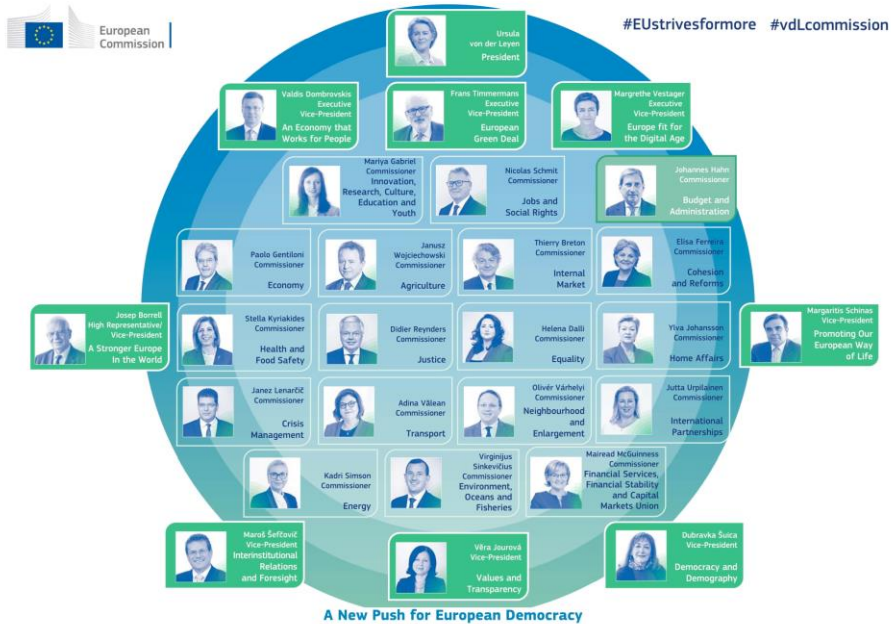 European
Commission
#EUstrivesformore #vdLcommission
Ursula
von der Leyen
President
Valdis Dombrovskis
Executive
Vice-President
An Economy that
Works for People
Frans Timmermans
Executive
Vice-President
European
Green Deal
Margrethe Vestager
Executive
Vice-President
Europe fit for
the Digital Age
Mariya Gabriel
Commissioner
Innovation,
Research, Culture,
Education and
Youth
Nicolas Schmit
Commissioner
Jobs and
Social Rights
Johannes Hahn
Commissioner
Budget and
Administration
Paolo Gentiloni
Commissioner
Economy
Janusz
Wojciechowski
Commissioner
Agriculture
Thierry Breton
Commissioner
Internal
Market
Elisa Ferreira
Commissioner
Cohesion
and Reforms
Josep Borrell
High Representative/
Vice-President
A Stronger Europe
in the World
Stella Kyriakides
Commissioner
Health and
Food Safety
Didier Reynders
Commissioner
Justice
Helena Dalli
Commissioner
Equality
Ylva Johansson
Commissioner
Home Affairs
Margaritis Schinas
Vice-President
Promoting Our
European Way
of Life
Janez Lenarčič
Commissioner
Crisis
Management
Adina Vălean
Commissioner
Transport
Olivér Várhelyi
Commissioner
Neighbourhood
and
Enlargement
Jutta Urpilainen
Commissioner
International
Partnerships
Kadri Simson
Commissioner
Energy
Virginijus
Sinkevičius
Commissioner
Environment,
Oceans and
Fisheries
Mairead McGuinness
Commissioner
Financial Services,
Financial Stability
and Capital
Markets Union
Maroš Šefčovič
Vice-President
Interinstitutional
Relations
and Foresight
Věra Jourová
Vice-President
Values and
Transparency
Dubravka Šuica
Vice-President
Democracy and
Demography
A New Push for European Democracy